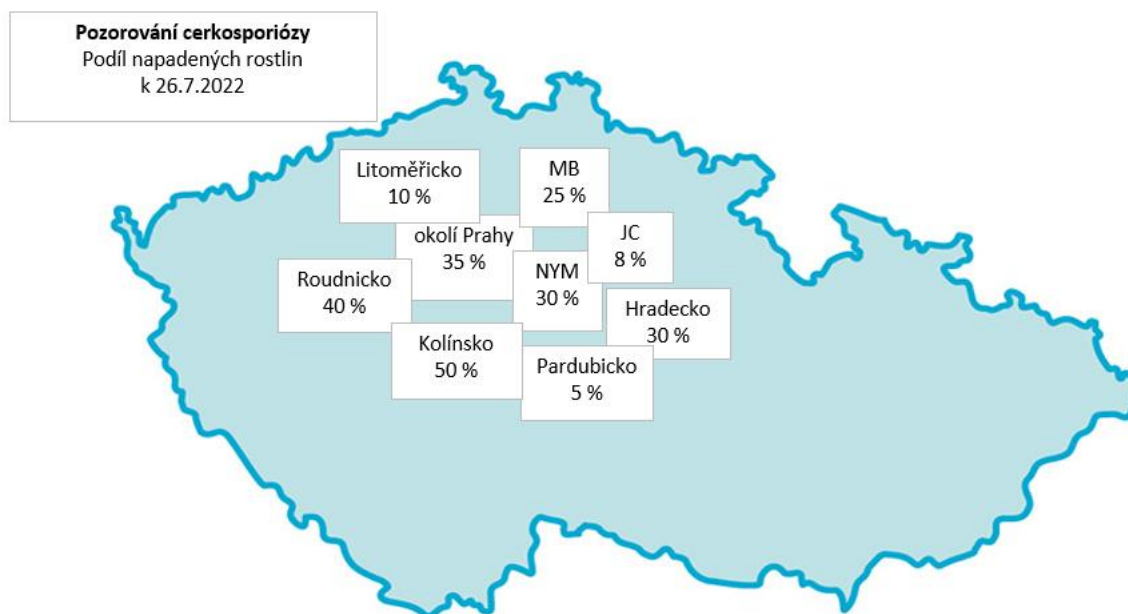 Pozorování cerkosporiózy
Podíl napadených rostlin
k 26.7.2022
Litoměřicko
10 %
MB
25 %
okolí Prahy
35 %
JC
8 %
Roudnicko
40 %
NYM
30 %
Hradecko
30 %
Kolínsko
50 %
Pardubicko
5 %